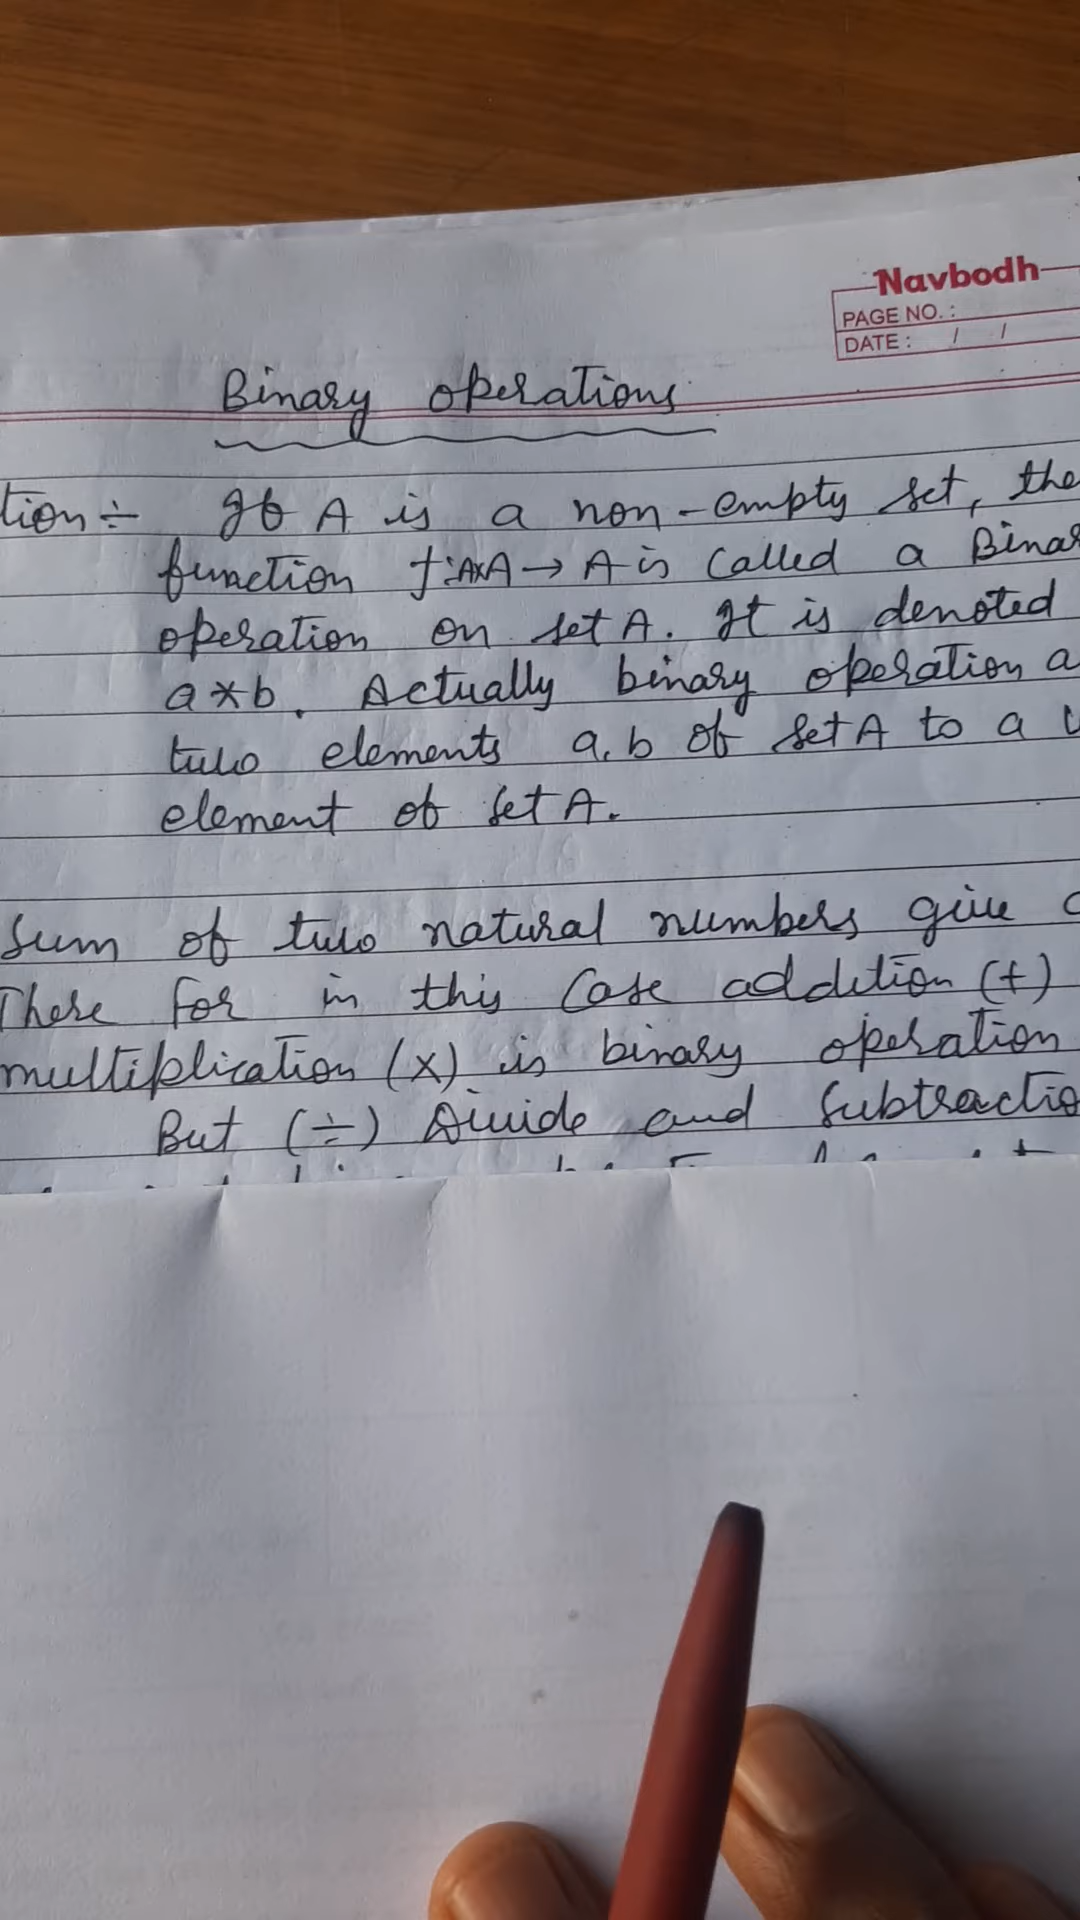 Navbodh
PAGE NO. :
DATE : / /
Binary operations
tion ÷ If A is a non-empty set, the
function f:A×A → A is called a Binar
operation on set A. It is denoted
a*b. Actually binary operation a
two elements a,b of set A to a u
element of set A.
Sum of two natural numbers give a
There for in this Case addition (+)
multiplication (×) is binary operation
But (÷) Divide and Subtractio